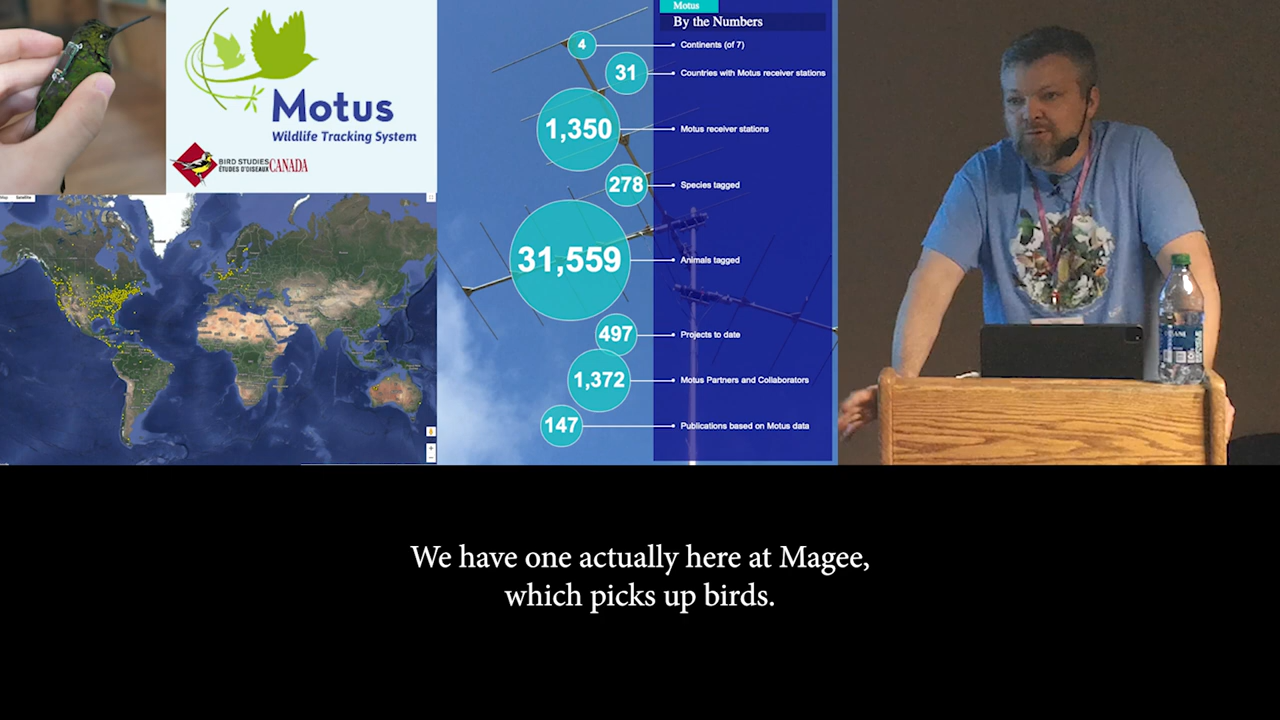 Motus
Wildlife Tracking System
BIRD STUDIES
ÉTUDES D'OISEAUX
CANADA
Satellite
Motus
By the Numbers
4
Continents (of 7)
31
Countries with Motus receiver stations
1,350
Motus receiver stations
278
Species tagged
31,559
Animals tagged
497
Projects to date
1,372
Motus Partners and Collaborators
147
Publications based on Motus data
We have one actually here at Magee,
which picks up birds.